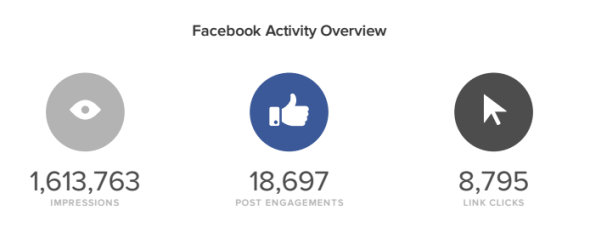 Facebook Activity Overview
1,613,763 18,697 8,795
IMPRESSIONS POST ENGAGEMENTS LINK CLICKS